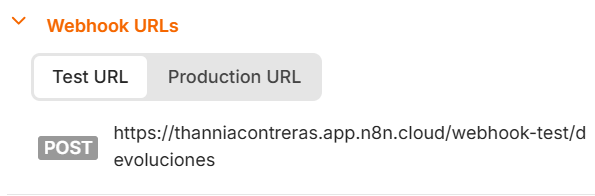 Webhook URLs
Test URL
Production URL
POST
https://thanniacontreras.app.n8n.cloud/webhook-test/d
evoluciones